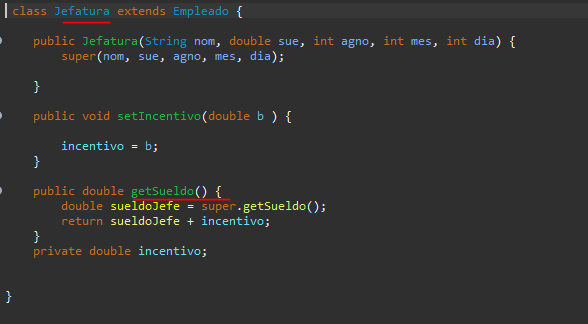 class Jefatura extends Empleado {
public Jefatura(String nom, double sue, int agno, int mes, int dia) {
super(nom, sue, agno, mes, dia);
}
public void setIncentivo(double b ) {
incentivo = b;
}
public double getSueldo() {
double sueldoJefe = super.getSueldo();
return sueldoJefe + incentivo;
}
private double incentivo;
}